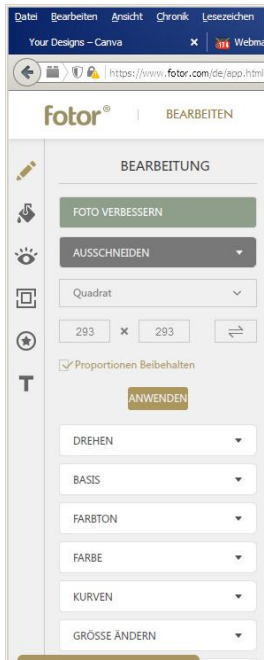 Datei Bearbeiten Ansicht Chronik Lesezeichen
Your Designs – Canva × Webma
https://www.fotor.com/de/app.html
fotor® | BEARBEITEN
BEARBEITUNG
FOTO VERBESSERN
AUSSCHNEIDEN
Quadrat
293 × 293
Proportionen Beibehalten
ANWENDEN
DREHEN
BASIS
FARBTON
FARBE
KURVEN
GRÖSSE ÄNDERN
T